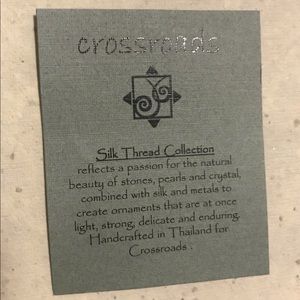 crossroads
Silk Thread Collection
reflects a passion for the natural
beauty of stones, pearls and crystal,
combined with silk and metals to
create ornaments that are at once
light, strong, delicate and enduring.
Handcrafted in Thailand for
Crossroads .